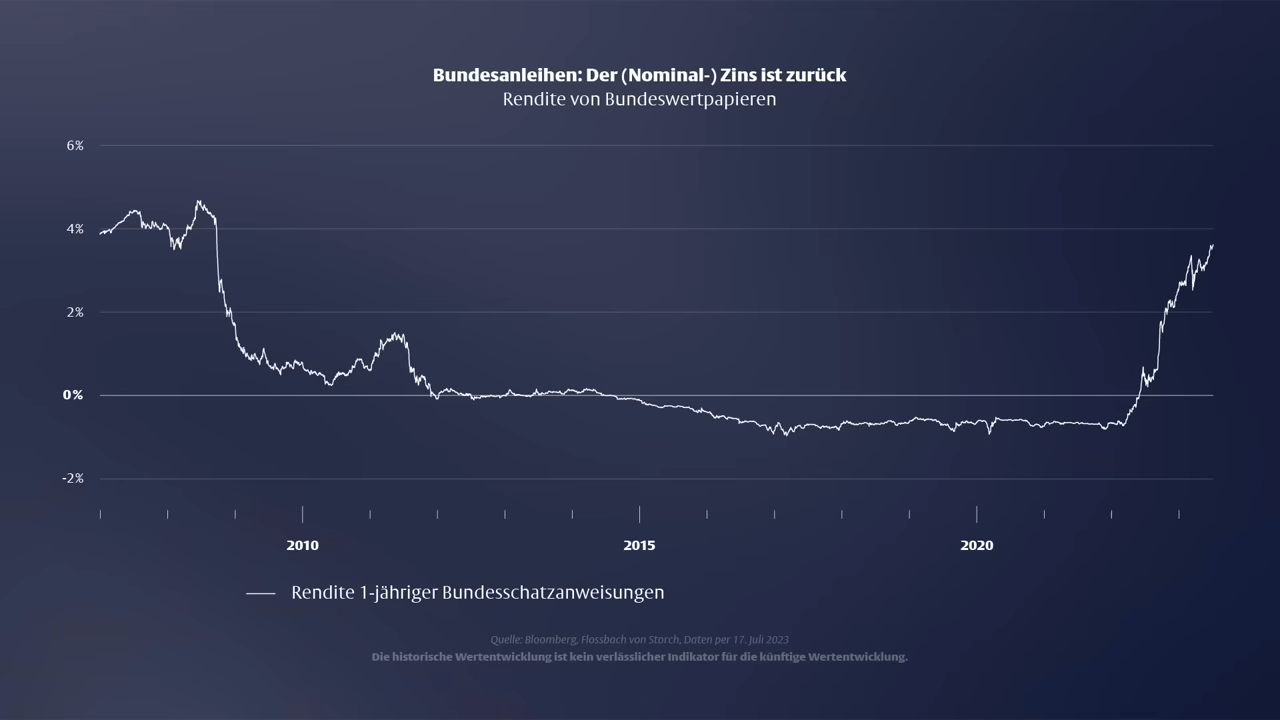 Bundesanleihen: Der (Nominal-) Zins ist zurück
Rendite von Bundeswertpapieren
6%
4%
2%
0%
-2%
2010 2015 2020
Rendite 1-jähriger Bundesschatzanweisungen
Quelle: Bloomberg, Flossbach von Storch, Daten per 17. Juli 2023
Die historische Wertentwicklung ist kein verlässlicher Indikator für die künftige Wertentwicklung.